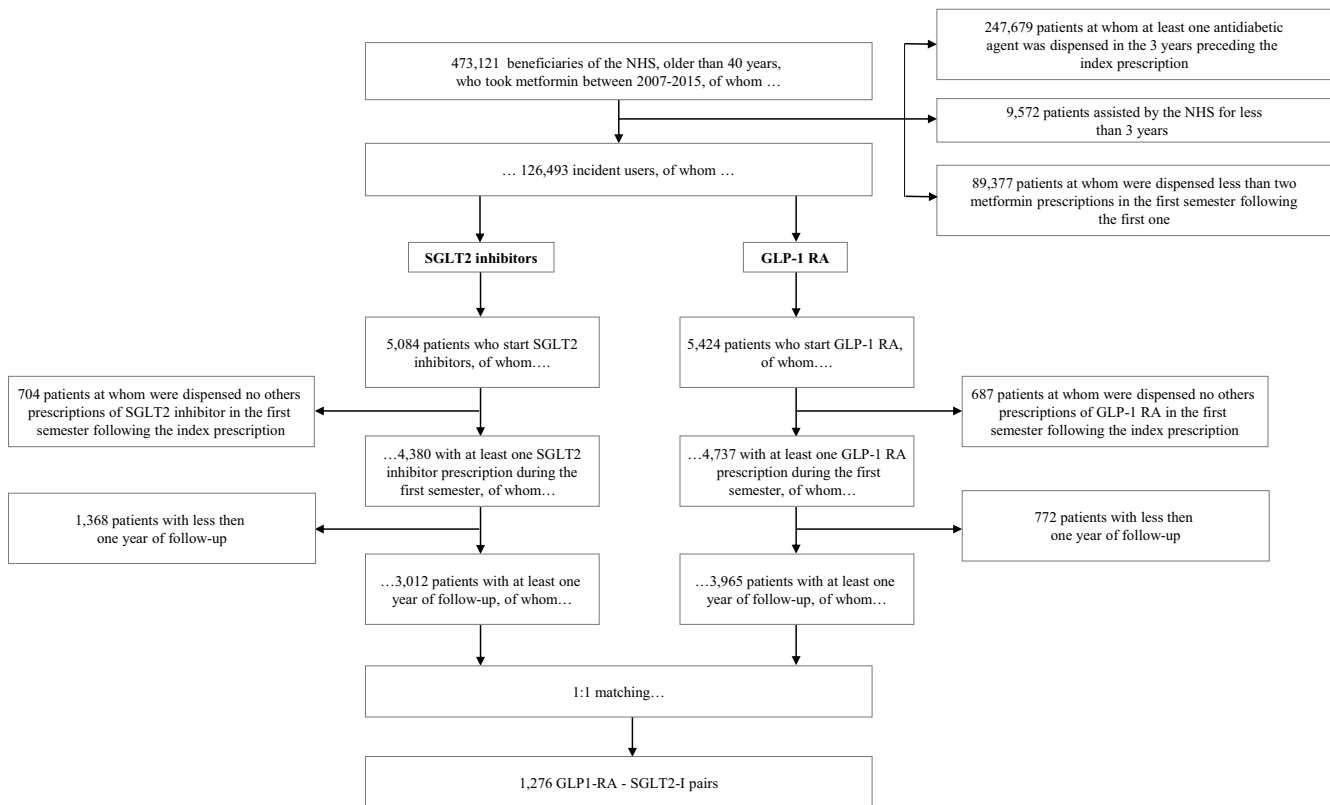 247,679 patients at whom at least one antidiabetic
agent was dispensed in the 3 years preceding the
index prescription
473,121 beneficiaries of the NHS, older than 40 years,
who took metformin between 2007-2015, of whom …
9,572 patients assisted by the NHS for less
than 3 years
… 126,493 incident users, of whom …
89,377 patients at whom were dispensed less than two
metformin prescriptions in the first semester following
the first one
SGLT2 inhibitors
GLP-1 RA
5,084 patients who start SGLT2
inhibitors, of whom….
5,424 patients who start GLP-1 RA,
of whom….
704 patients at whom were dispensed no others
prescriptions of SGLT2 inhibitor in the first
semester following the index prescription
687 patients at whom were dispensed no others
prescriptions of GLP-1 RA in the first
semester following the index prescription
…4,380 with at least one SGLT2
inhibitor prescription during the
first semester, of whom…
…4,737 with at least one GLP-1 RA
prescription during the first
semester, of whom…
1,368 patients with less then
one year of follow-up
772 patients with less then
one year of follow-up
…3,012 patients with at least one
year of follow-up, of whom…
…3,965 patients with at least one
year of follow-up, of whom…
1:1 matching…
1,276 GLP1-RA - SGLT2-I pairs